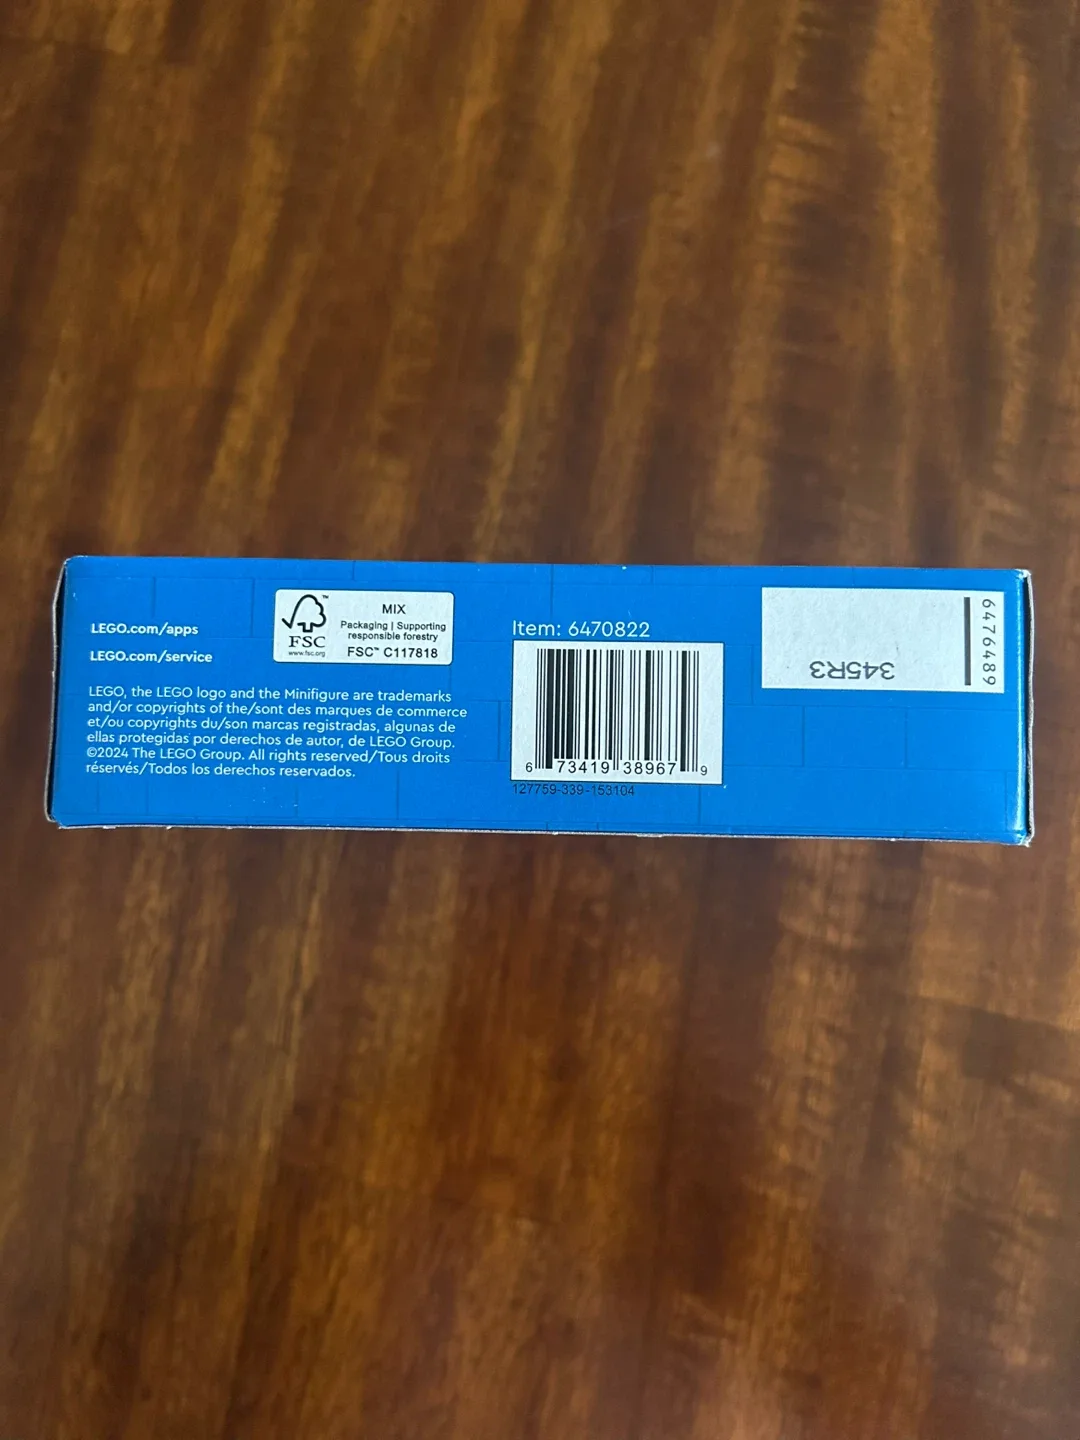 LEGO.com/apps
LEGO.com/service
LEGO, the LEGO logo and the Minifigure are trademarks
and/or copyrights of the/sont des marques de commerce
et/ou copyrights du/son marcas registradas, algunas de
ellas protegidas por derechos de autor, de LEGO Group.
©2024 The LEGO Group. All rights reserved/Tous droits
réservés/Todos los derechos reservados.
FSC
www.fsc.org
MIX
Packaging | Supporting
responsible forestry
FSC™ C117818
Item: 6470822
6 73419 38967 9
127759-339-153104
345R3
6476489